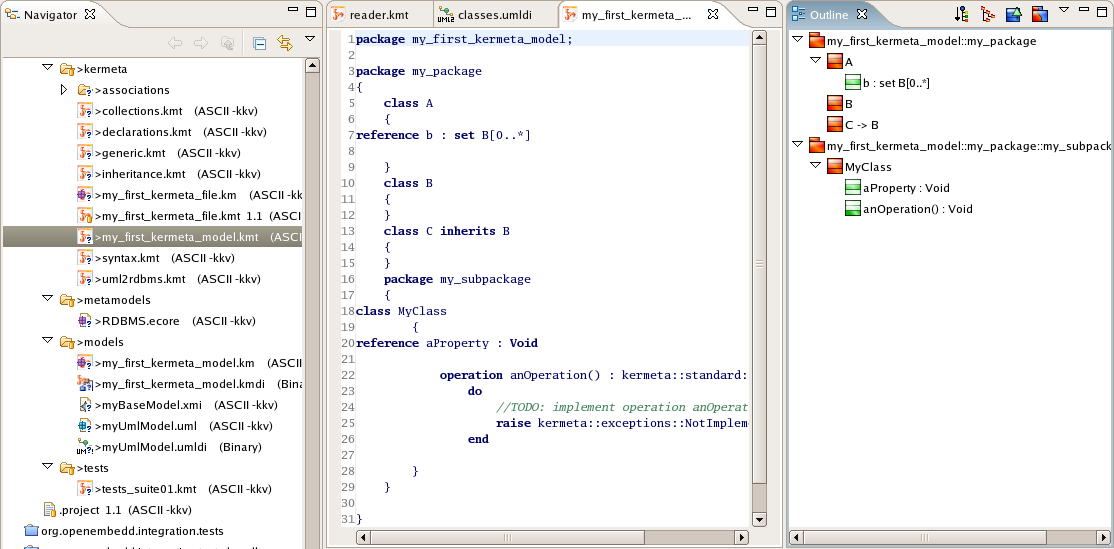 Navigator
>kermeta
>associations
>collections.kmt (ASCII -kkv)
>declarations.kmt (ASCII -kkv)
>generic.kmt (ASCII -kkv)
>inheritance.kmt (ASCII -kkv)
>my_first_kermeta_file.km (ASCII -kk
>my_first_kermeta_file.kmt 1.1 (ASCI
>my_first_kermeta_model.kmt (ASCI
>syntax.kmt (ASCII -kkv)
>uml2rdbms.kmt (ASCII -kkv)
>metamodels
>RDBMS.ecore (ASCII -kkv)
>models
>my_first_kermeta_model.km (ASCII
>my_first_kermeta_model.kmdi (Bina
>myBaseModel.xmi (ASCII -kkv)
>myUmlModel.uml (ASCII -kkv)
>myUmlModel.umldi (Binary)
>tests
>tests_suite01.kmt (ASCII -kkv)
.project 1.1 (ASCII -kkv)
org.openembedd.integration.tests
reader.kmt
classes.umldi
my_first_kermeta_...
1 package my_first_kermeta_model;
2
3 package my_package
4 {
5 class A
6 {
7 reference b : set B[0..*]
8
9 }
10 class B
11 {
12 }
13 class C inherits B
14 {
15 }
16 package my_subpackage
17 {
18 class MyClass
19 {
20 reference aProperty : Void
21
22 operation anOperation() : kermeta::standard:
23 do
24 //TODO: implement operation anOperat
25 raise kermeta::exceptions::NotImplem
26 end
27
28 }
29 }
30
31 }
Outline
my_first_kermeta_model::my_package
A
b : set B[0..*]
B
C -> B
my_first_kermeta_model::my_package::my_subpack
MyClass
aProperty : Void
anOperation() : Void